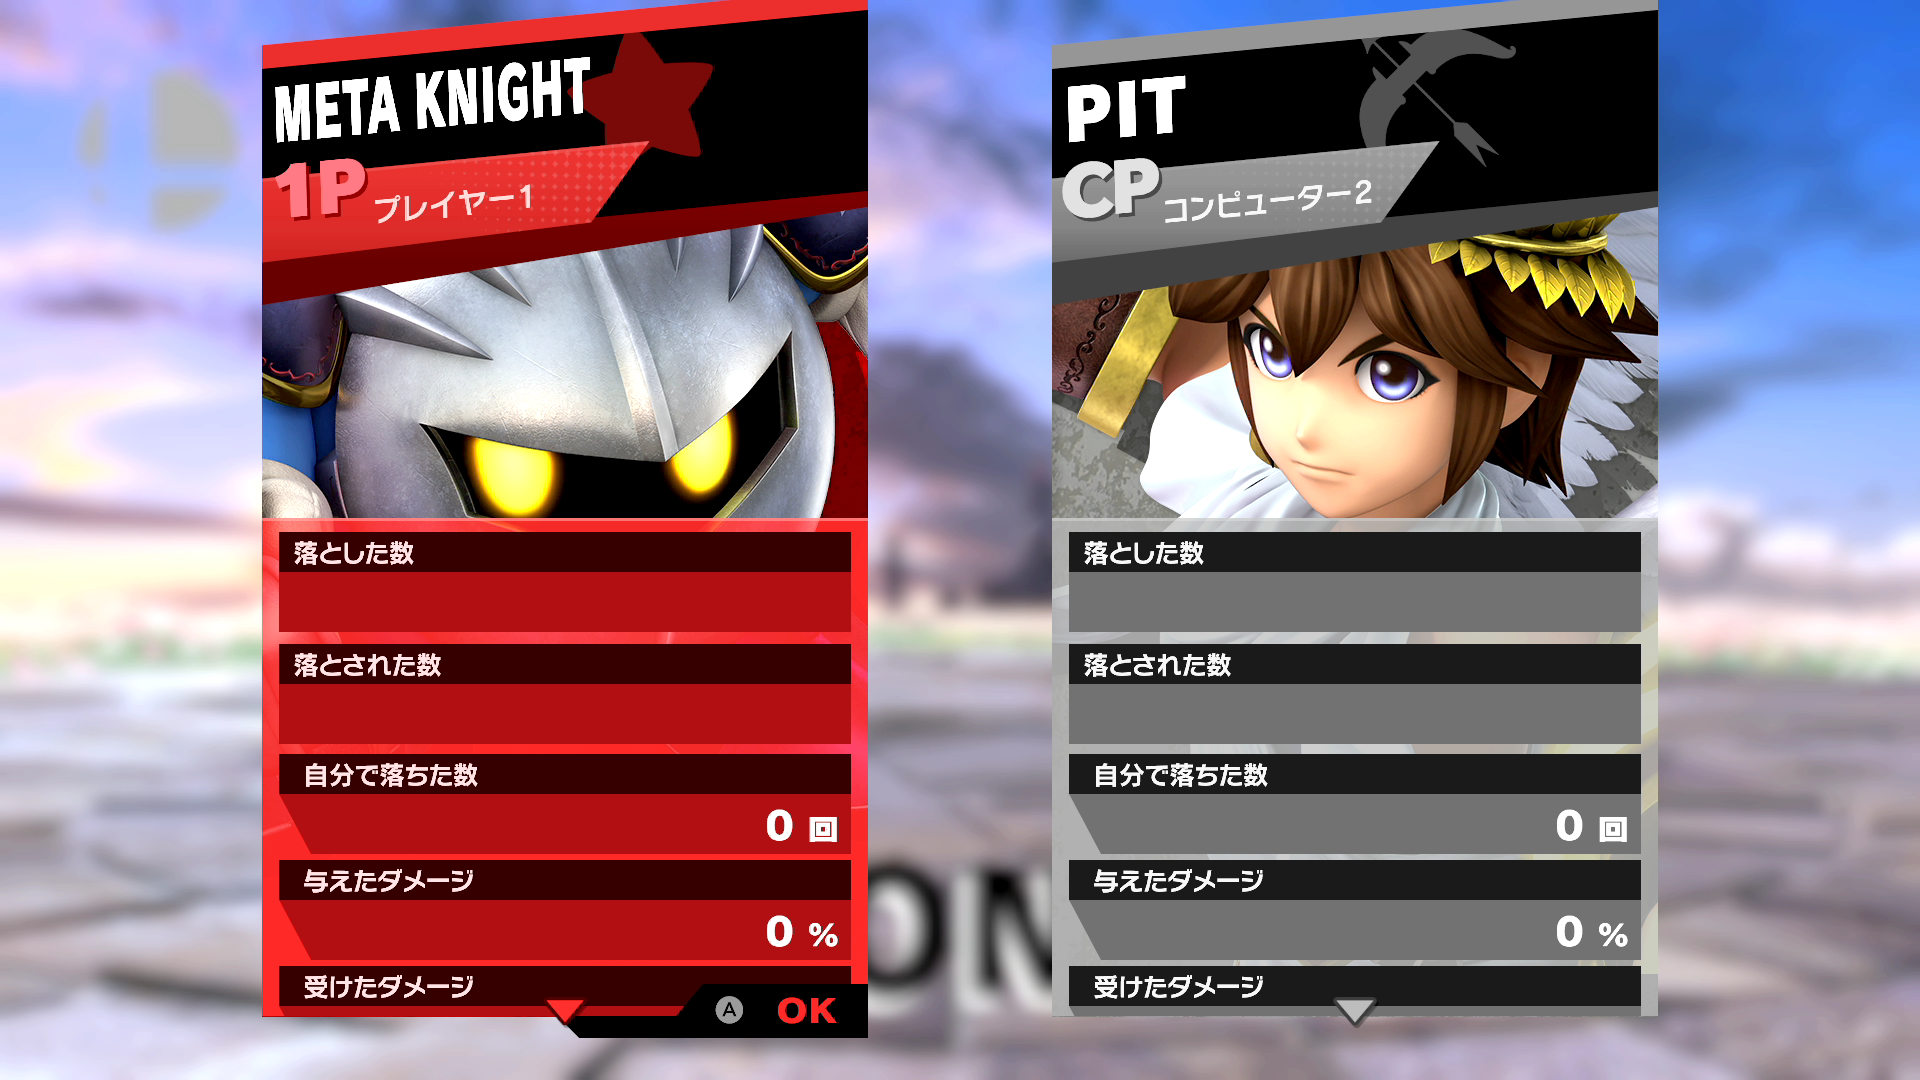 META KNIGHT
1P プレイヤー1
落とした数
落とされた数
自分で落ちた数
0 回
与えたダメージ
0 %
受けたダメージ
A OK
PIT
CP コンピューター2
落とした数
落とされた数
自分で落ちた数
0 回
与えたダメージ
0 %
受けたダメージ
ON